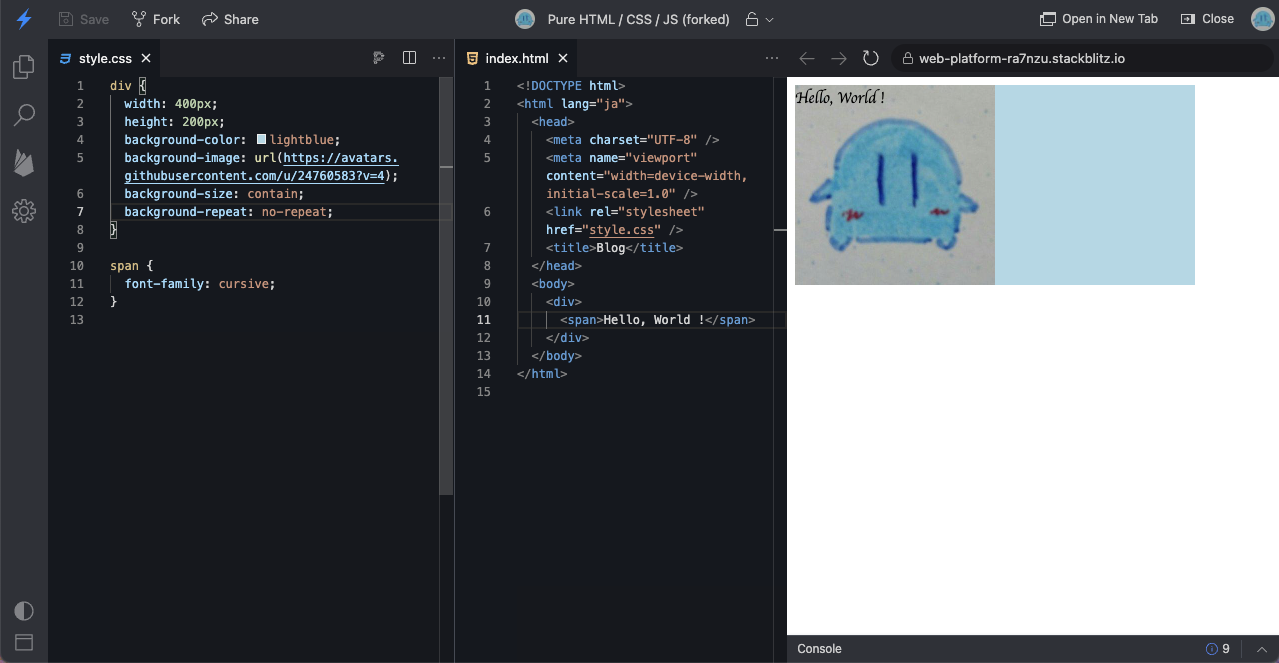 Save Fork Share Pure HTML / CSS / JS (forked) Open in New Tab Close
style.css
1 div {
2 width: 400px;
3 height: 200px;
4 background-color: lightblue;
5 background-image: url(https://avatars.
githubusercontent.com/u/24760583?v=4);
6 background-size: contain;
7 background-repeat: no-repeat;
8 }
9
10 span {
11 font-family: cursive;
12 }
13
index.html
1 <!DOCTYPE html>
2 <html lang="ja">
3 <head>
4 <meta charset="UTF-8" />
5 <meta name="viewport"
content="width=device-width,
initial-scale=1.0" />
6 <link rel="stylesheet"
href="style.css" />
7 <title>Blog</title>
8 </head>
9 <body>
10 <div>
11 <span>Hello, World !</span>
12 </div>
13 </body>
14 </html>
15
web-platform-ra7nzu.stackblitz.io
Hello, World !
Console 9